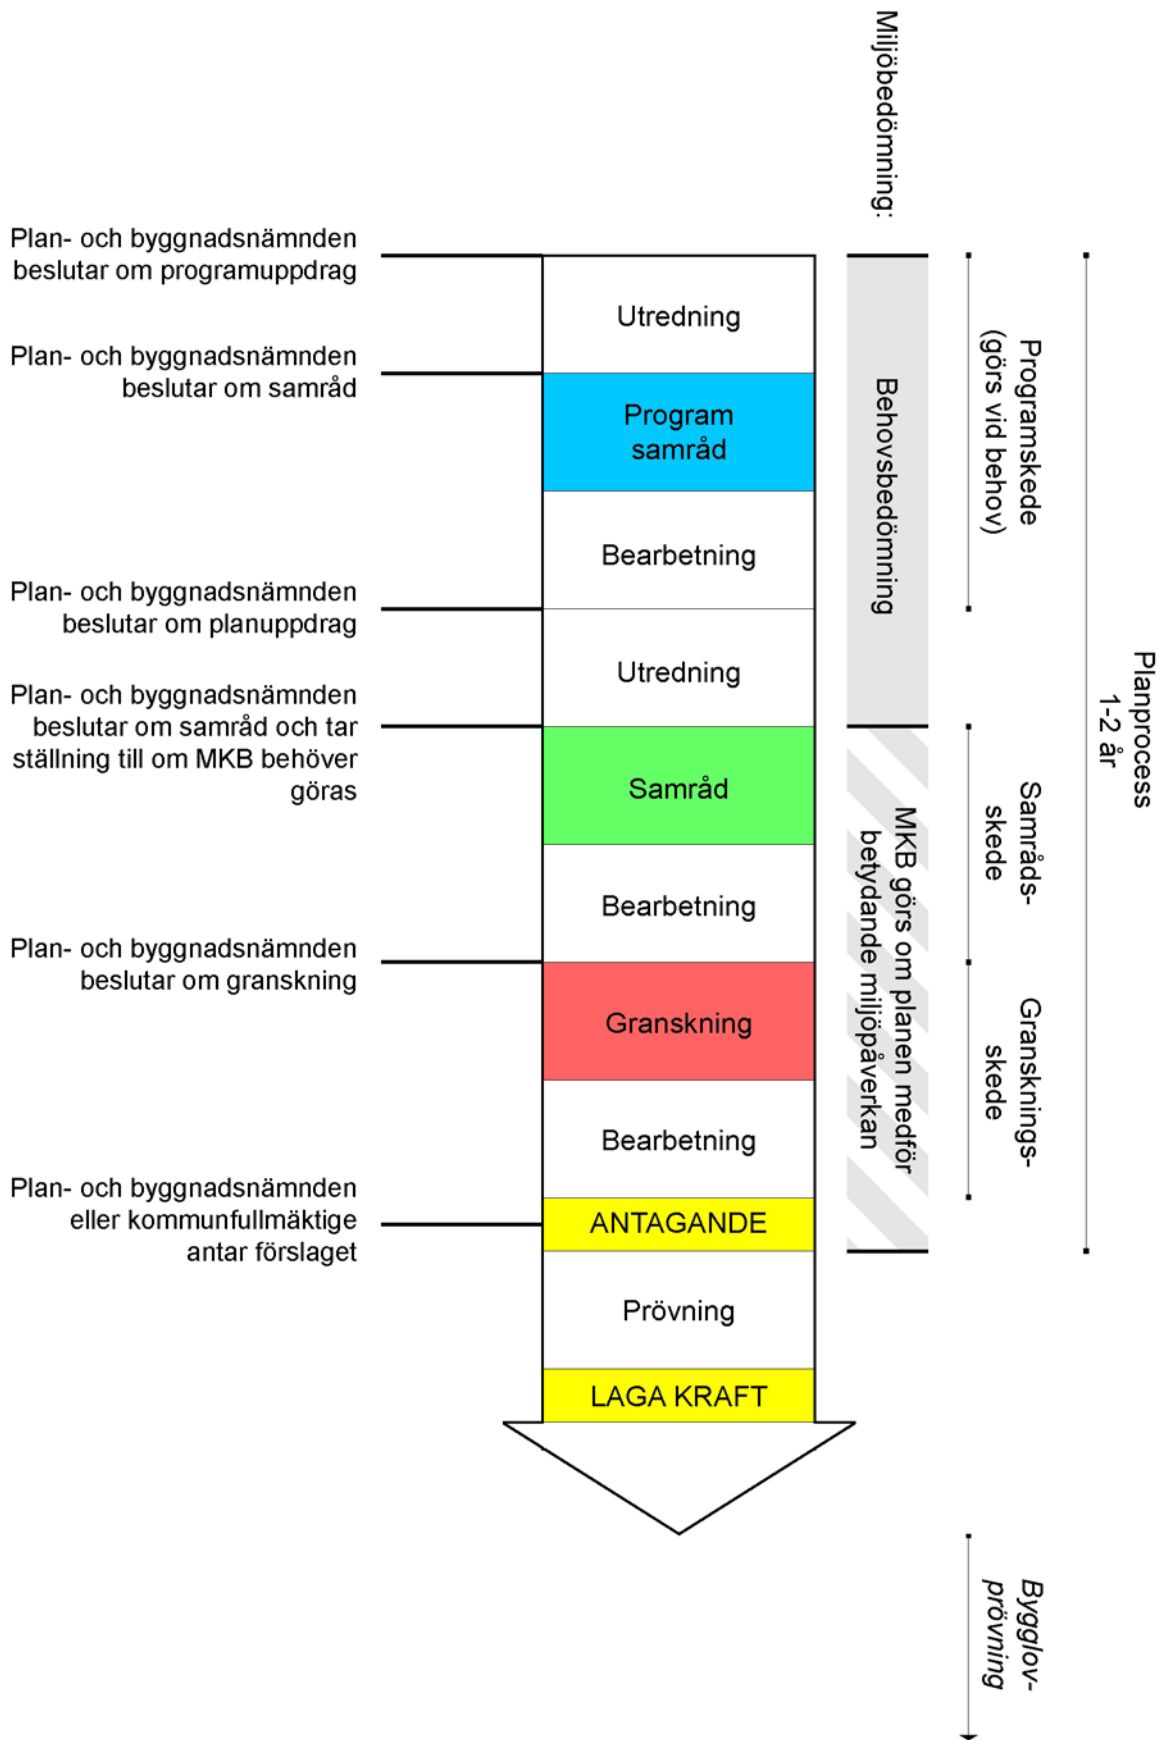 Miljöbedömning:
Plan- och byggnadsnämnden
beslutar om programuppdrag
Plan- och byggnadsnämnden
beslutar om samråd
Plan- och byggnadsnämnden
beslutar om planuppdrag
Plan- och byggnadsnämnden
beslutar om samråd och tar
ställning till om MKB behöver
göras
Plan- och byggnadsnämnden
beslutar om granskning
Plan- och byggnadsnämnden
eller kommunfullmäktige
antar förslaget
Utredning
Program
samråd
Bearbetning
Utredning
Samråd
Bearbetning
Granskning
Bearbetning
ANTAGANDE
Prövning
LAGA KRAFT
Behovsbedömning
MKB görs om planen medför
betydande miljöpåverkan
Programskede
(görs vid behov)
Samråds-
skede
Gransknings-
skede
Bygglov-
prövning
Planprocess
1-2 år